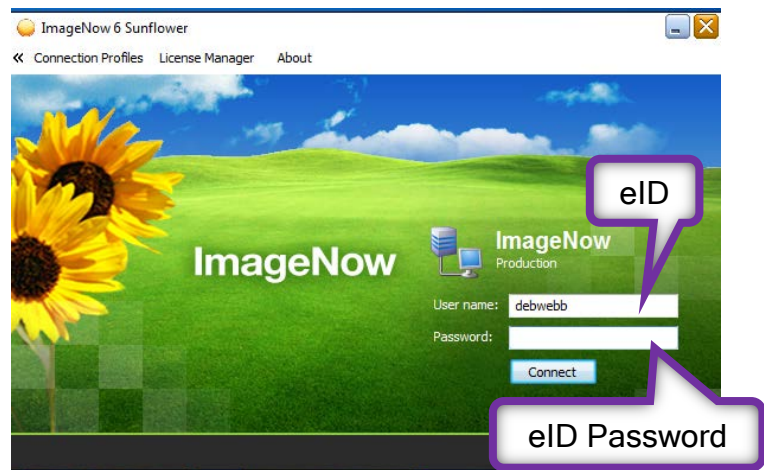 ImageNow 6 Sunflower
« Connection Profiles License Manager About
eID
ImageNow
ImageNow
Production
User name: debwebb
Password:
Connect
eID Password